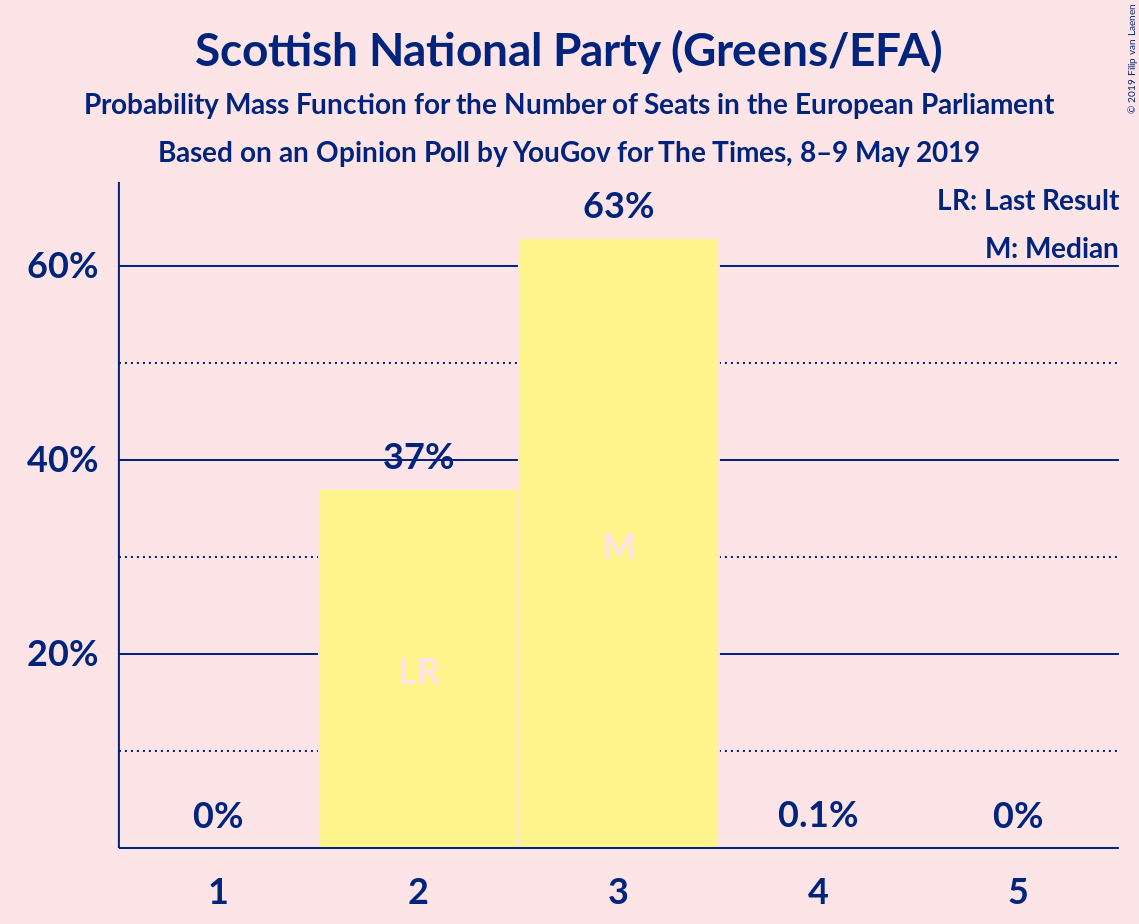 Scottish National Party (Greens/EFA)
Probability Mass Function for the Number of Seats in the European Parliament
Based on an Opinion Poll by YouGov for The Times, 8–9 May 2019
© 2019 Filip van Laenen
LR: Last Result
M: Median
63%
60%
40%
37%
M
20%
LR
0%
0.1%
0%
1
2
3
4
5